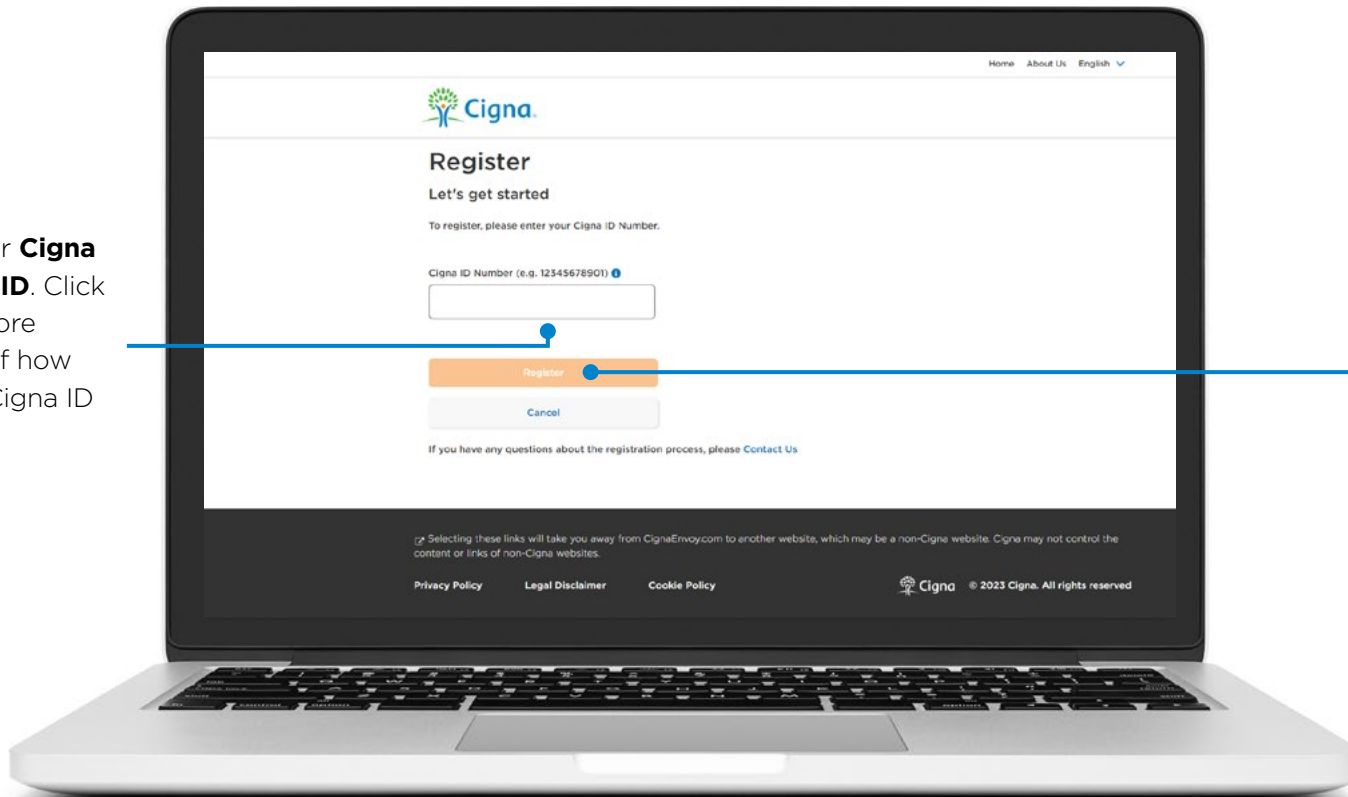 Home About Us English
Cigna.
Register
Let's get started
To register, please enter your Cigna ID Number.
r Cigna
ID. Click
ore
f how
Cigna ID
Cigna ID Number (e.g. 12345678901)
Register
Cancel
If you have any questions about the registration process, please Contact Us
Selecting these links will take you away from CignaEnvoy.com to another website, which may be a non-Cigna website. Cigna may not control the
content or links of non-Cigna websites.
Privacy Policy Legal Disclaimer Cookie Policy Cigna © 2023 Cigna. All rights reserved